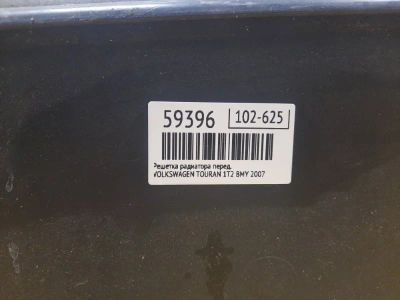 59396 102-625
Решетка радиатора перед.
VOLKSWAGEN TOURAN 1T2 BMY 2007